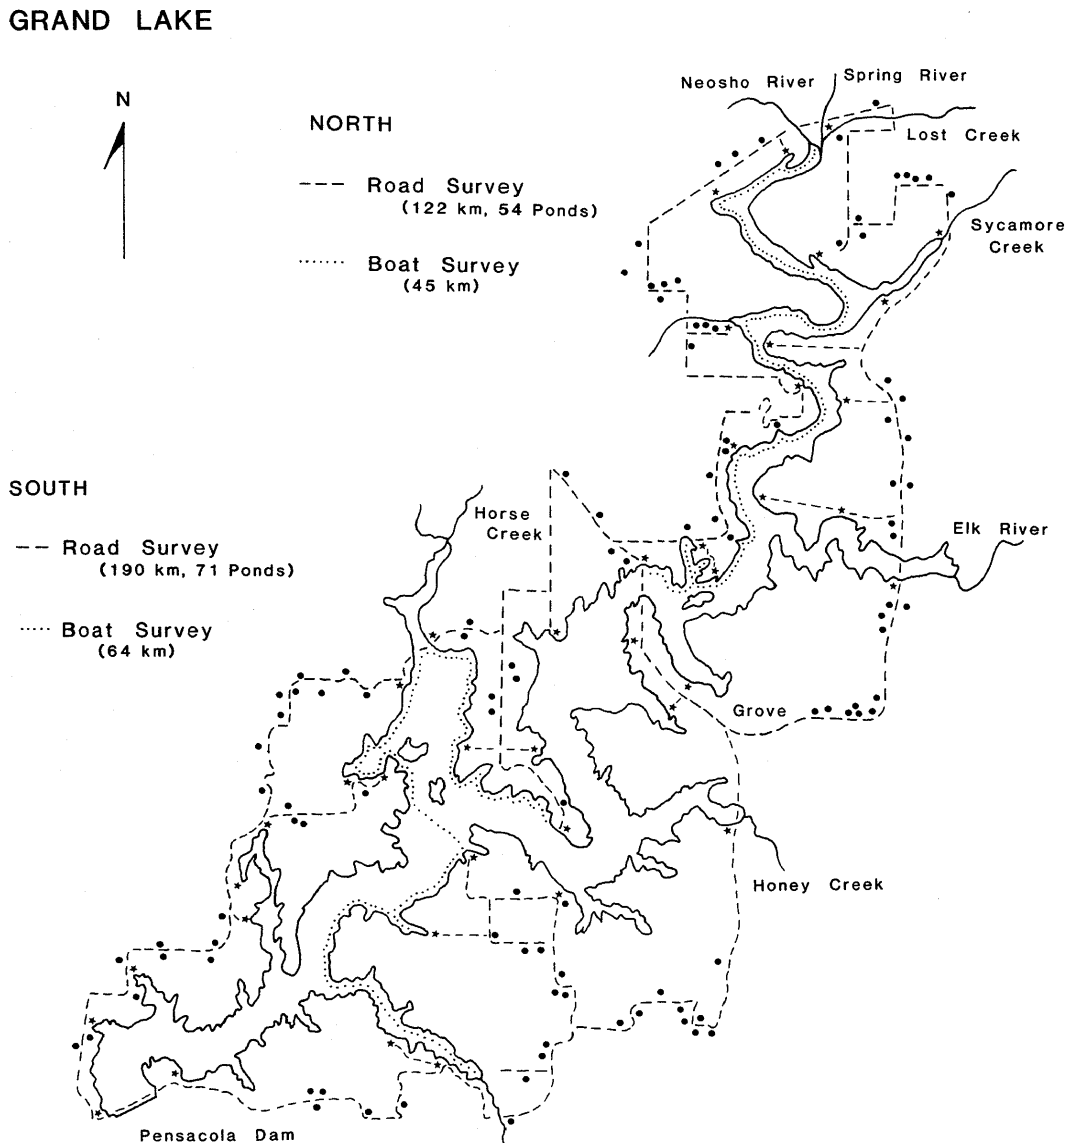 GRAND LAKE
N
NORTH
Road Survey
(122 km, 54 Ponds)
Boat Survey
(45 km)
Neosho River
Spring River
Lost Creek
Sycamore
Creek
SOUTH
Road Survey
(190 km, 71 Ponds)
Boat Survey
(64 km)
Horse
Creek
Elk River
Grove
Honey Creek
Pensacola Dam